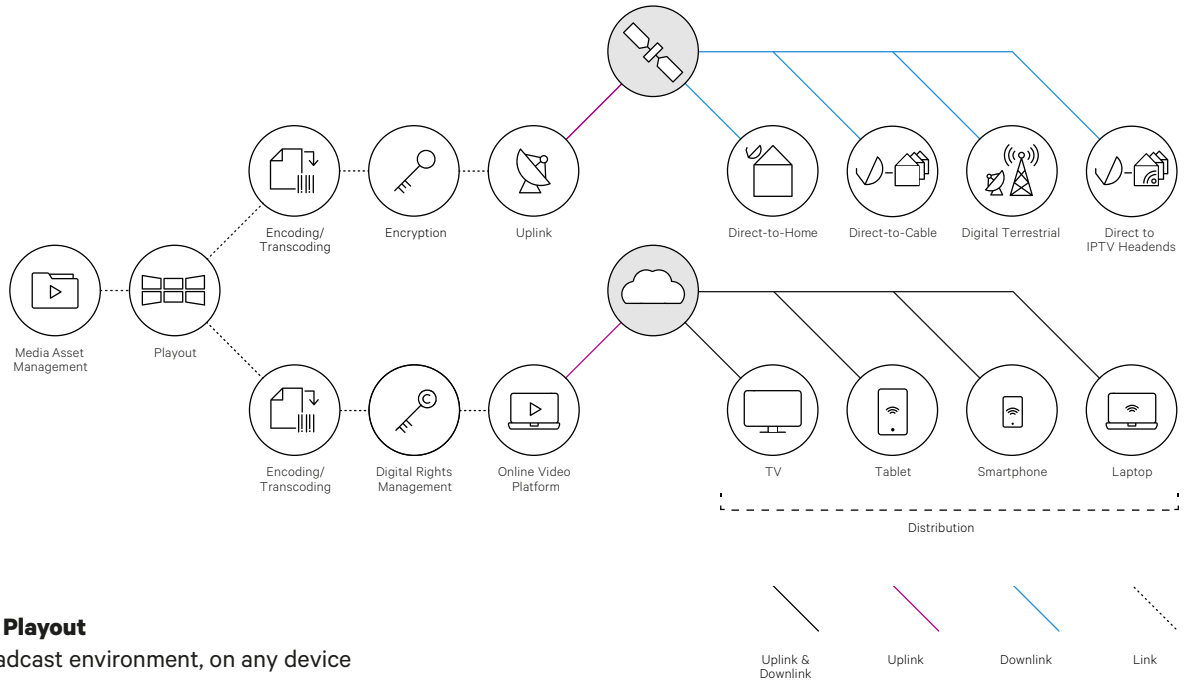 Encoding/
Transcoding
Encryption
Uplink
Direct-to-Home
Direct-to-Cable
Digital Terrestrial
Direct to
IPTV Headends
Media Asset
Management
Playout
Encoding/
Transcoding
Digital Rights
Management
Online Video
Platform
TV
Tablet
Smartphone
Laptop
Distribution
Playout
adcast environment, on any device
Uplink &
Downlink
Uplink
Downlink
Link